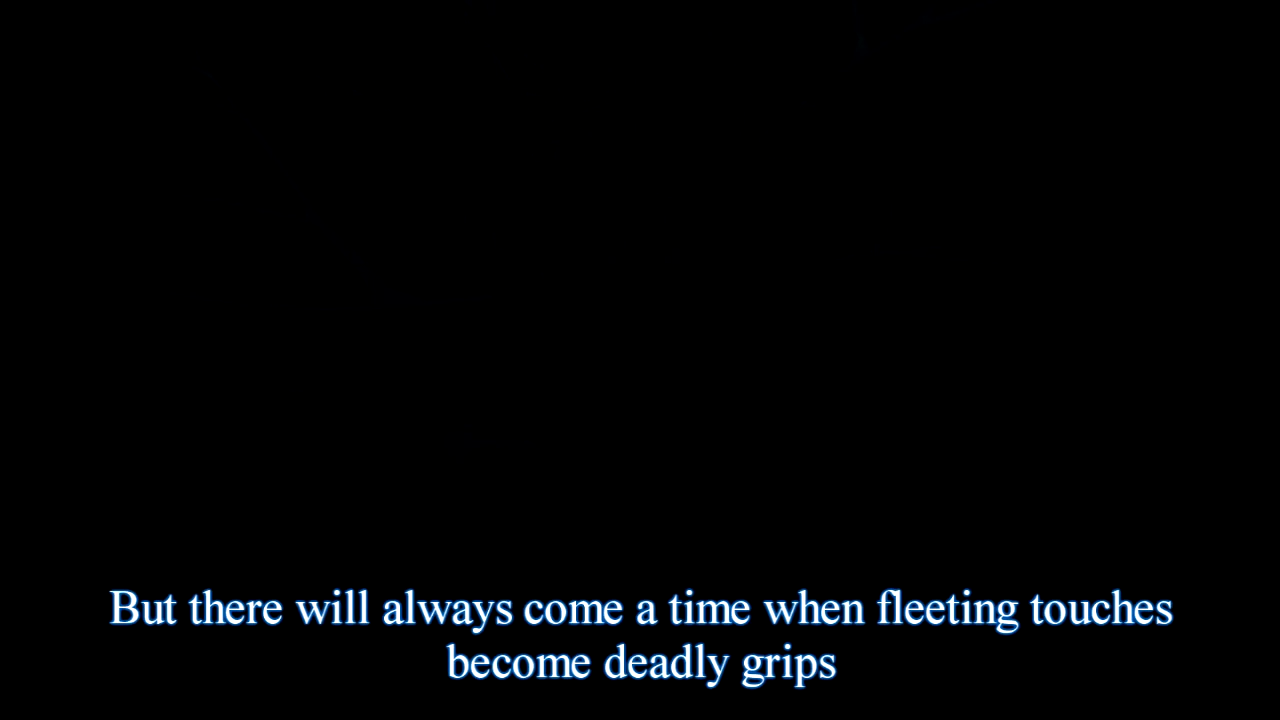 But there will always come a time when fleeting touches
become deadly grips